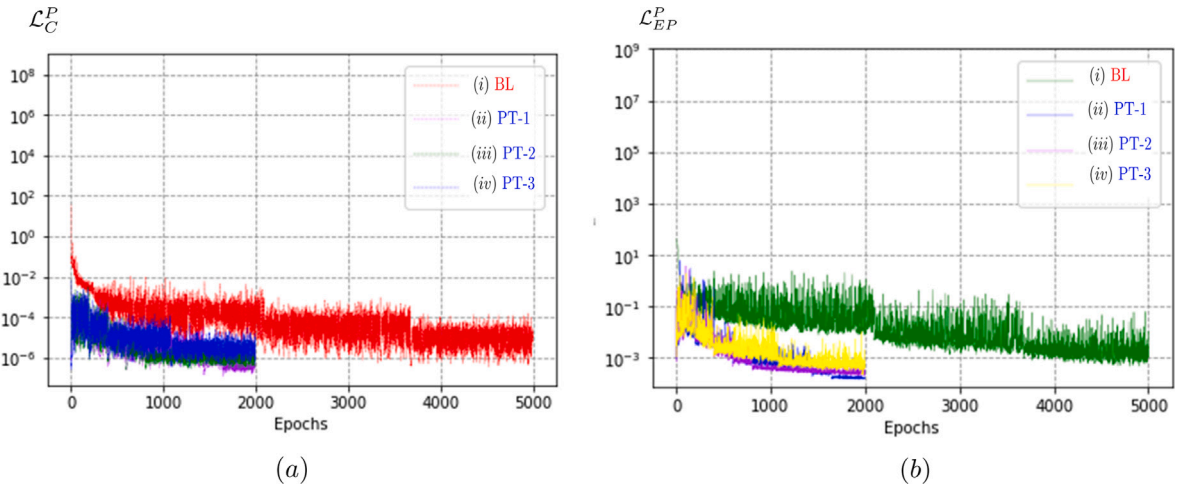 ℒ_C^P
10^8
10^6
10^4
10^2
10^0
10^-2
10^-4
10^-6
(i) BL
(ii) PT-1
(iii) PT-2
(iv) PT-3
0 1000 2000 3000 4000 5000
Epochs
(a)
ℒ_EP^P
10^9
10^7
10^5
10^3
10^1
10^-1
10^-3
(i) BL
(ii) PT-1
(iii) PT-2
(iv) PT-3
0 1000 2000 3000 4000 5000
Epochs
(b)